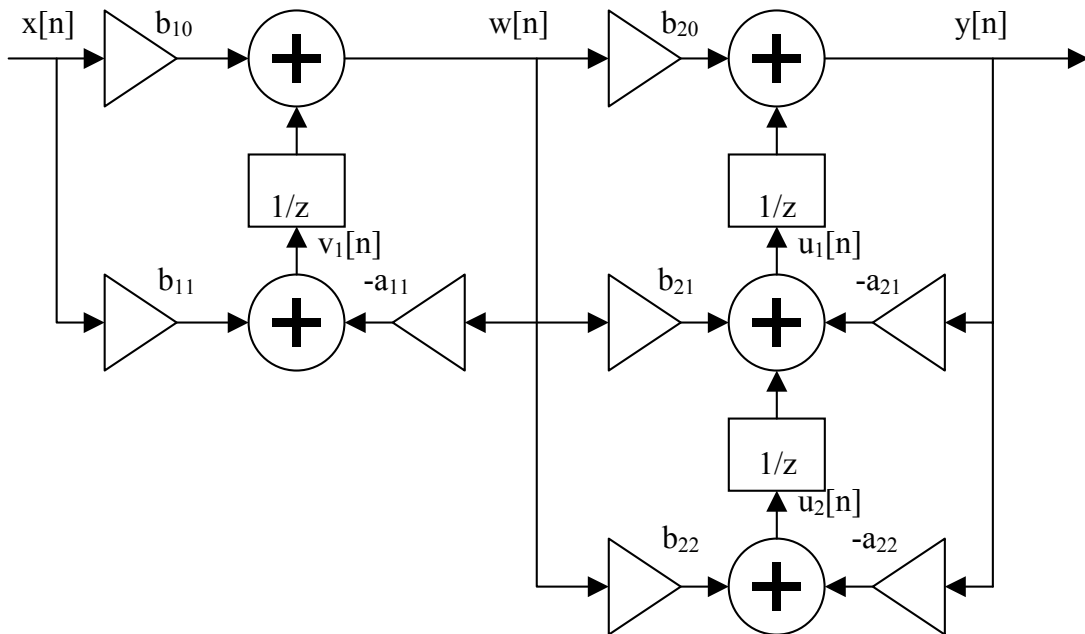 x[n] b₁₀ w[n] b₂₀ y[n]
1/z 1/z
v₁[n] u₁[n]
b₁₁ -a₁₁ b₂₁ -a₂₁
1/z
u₂[n]
b₂₂ -a₂₂